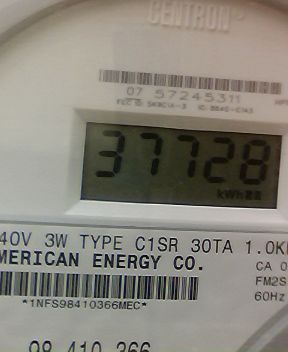 CENTRON
07 57245311
37728
kWh
40V 3W TYPE C1SR 30TA 1.0K
MERICAN ENERGY CO.
CA 0
FM2S
*1NFS98410366MEC*
60Hz
98 410 366